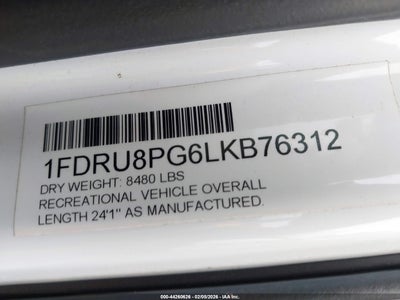 1FDRU8PG6LKB76312
DRY WEIGHT: 8480 LBS
RECREATIONAL VEHICLE OVERALL
LENGTH 24'1" AS MANUFACTURED.
000-44260626 - 02/09/2026 - IAA Inc.